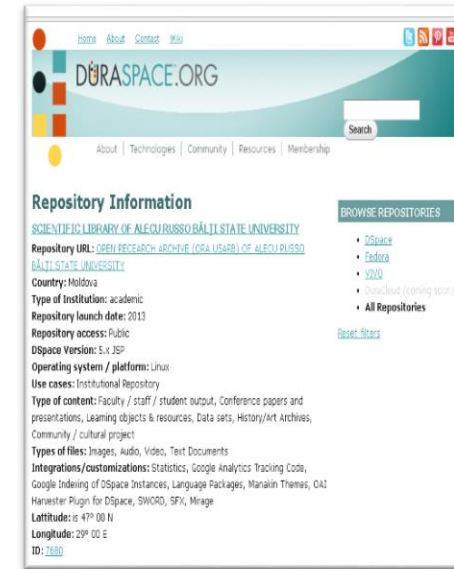 Home About Contact Wiki
DURASPACE.ORG
Search
About | Technologies | Community | Resources | Membership
Repository Information
SCIENTIFIC LIBRARY OF ALECU RUSSO BĂLŢI STATE UNIVERSITY
Repository URL: OPEN RECEARCH ARCHIVE (ORA USARB) OF ALECU RUSSO
BĂLŢI STATE UNIVERSITY
Country: Moldova
Type of Institution: academic
Repository launch date: 2013
Repository access: Public
DSpace Version: 5.x JSP
Operating system / platform: Linux
Use cases: Institutional Repository
Type of content: Faculty / staff / student output, Conference papers and
presentations, Learning objects & resources, Data sets, History/Art Archives,
Community / cultural project
Types of files: Images, Audio, Video, Text Documents
Integrations/customizations: Statistics, Google Analytics Tracking Code,
Google Indexing of DSpace Instances, Language Packages, Manakin Themes, OAI
Harvester Plugin for DSpace, SWORD, SFX, Mirage
Lattitude: is 47º 00 N
Longitude: 29º 00 E
ID: 7680
BROWSE REPOSITORIES
• DSpace
• Fedora
• VIVO
• DuraCloud (coming soon)
• All Repositories
Reset filters